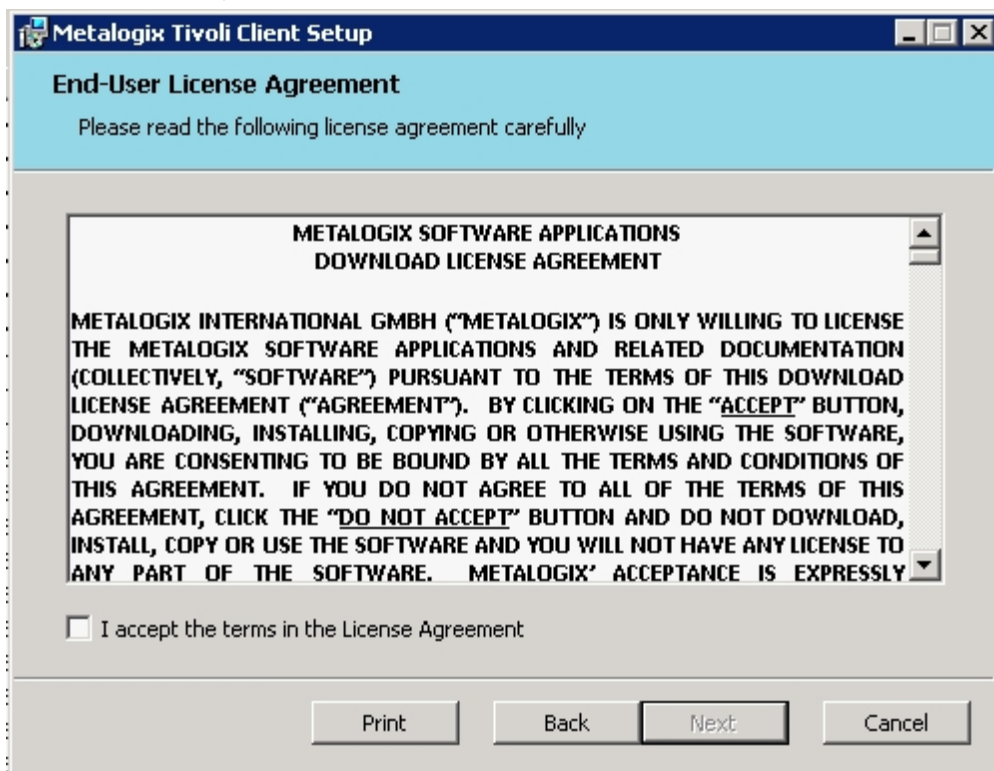 Metalogix Tivoli Client Setup
End-User License Agreement
Please read the following license agreement carefully
METALOGIX SOFTWARE APPLICATIONS
DOWNLOAD LICENSE AGREEMENT
METALOGIX INTERNATIONAL GMBH (“METALOGIX”) IS ONLY WILLING TO LICENSE
THE METALOGIX SOFTWARE APPLICATIONS AND RELATED DOCUMENTATION
(COLLECTIVELY, “SOFTWARE”) PURSUANT TO THE TERMS OF THIS DOWNLOAD
LICENSE AGREEMENT (“AGREEMENT”). BY CLICKING ON THE “ACCEPT” BUTTON,
DOWNLOADING, INSTALLING, COPYING OR OTHERWISE USING THE SOFTWARE,
YOU ARE CONSENTING TO BE BOUND BY ALL THE TERMS AND CONDITIONS OF
THIS AGREEMENT. IF YOU DO NOT AGREE TO ALL OF THE TERMS OF THIS
AGREEMENT, CLICK THE “DO NOT ACCEPT” BUTTON AND DO NOT DOWNLOAD,
INSTALL, COPY OR USE THE SOFTWARE AND YOU WILL NOT HAVE ANY LICENSE TO
ANY PART OF THE SOFTWARE. METALOGIX’ ACCEPTANCE IS EXPRESSLY
I accept the terms in the License Agreement
Print Back Next Cancel